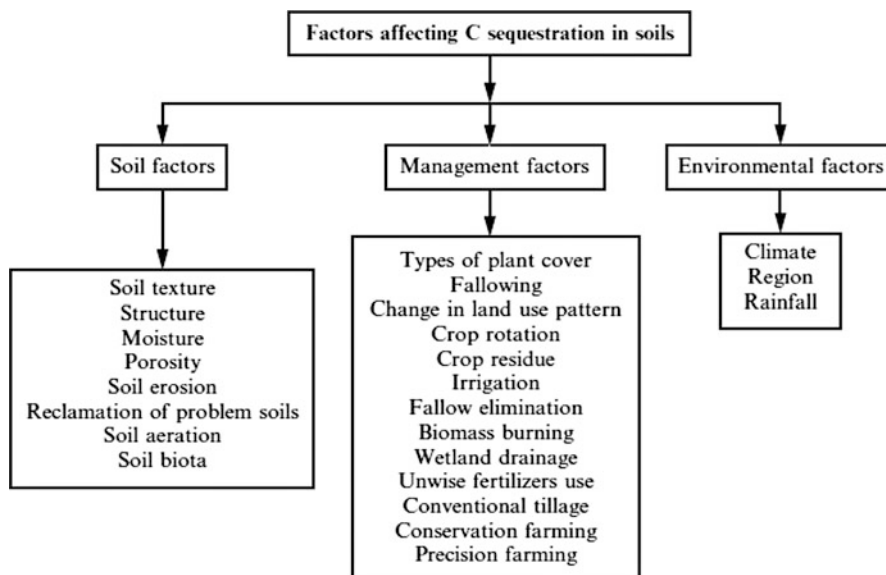 Factors affecting C sequestration in soils
Soil factors
Management factors
Environmental factors
Soil texture
Structure
Moisture
Porosity
Soil erosion
Reclamation of problem soils
Soil aeration
Soil biota
Types of plant cover
Fallowing
Change in land use pattern
Crop rotation
Crop residue
Irrigation
Fallow elimination
Biomass burning
Wetland drainage
Unwise fertilizers use
Conventional tillage
Conservation farming
Precision farming
Climate
Region
Rainfall